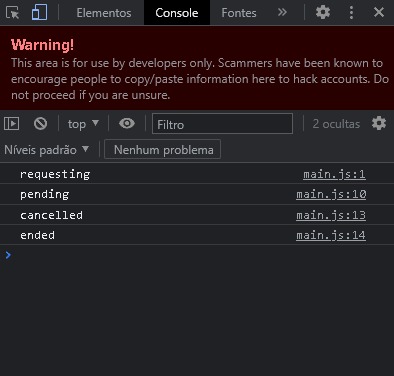 Elementos Console Fontes »
Warning!
This area is for use by developers only. Scammers have been known to
encourage people to copy/paste information here to hack accounts. Do
not proceed if you are unsure.
top Filtro 2 ocultas
Níveis padrão Nenhum problema
requesting main.js:1
pending main.js:10
cancelled main.js:13
ended main.js:14
>